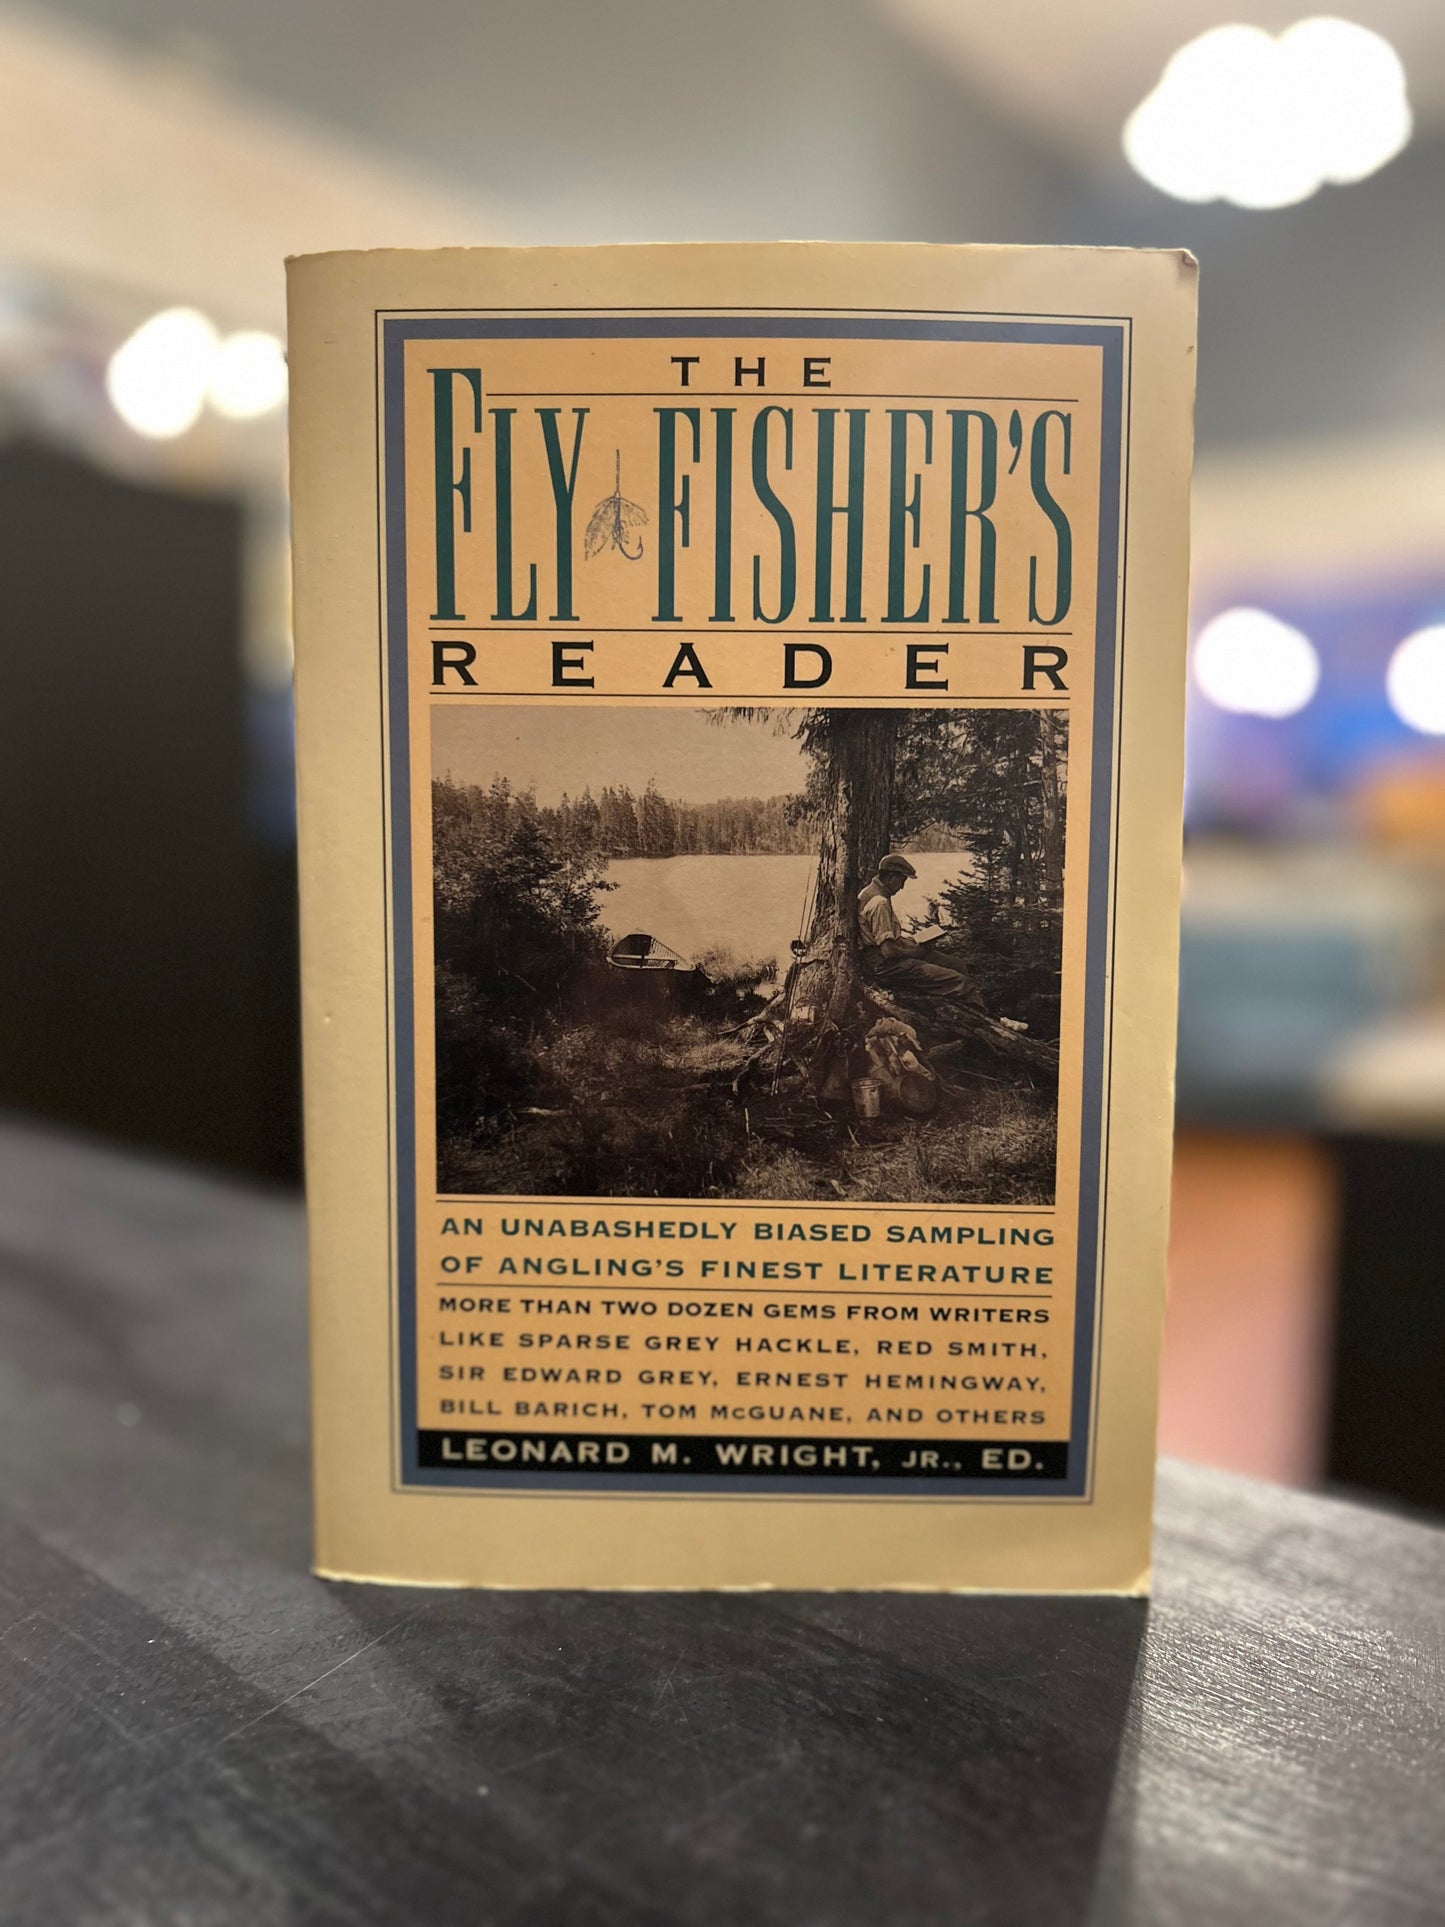 THE
FLY FISHER'S
READER
AN UNABASHEDLY BIASED SAMPLING
OF ANGLING'S FINEST LITERATURE
MORE THAN TWO DOZEN GEMS FROM WRITERS
LIKE SPARSE GREY HACKLE, RED SMITH,
SIR EDWARD GREY, ERNEST HEMINGWAY,
BILL BARICH, TOM McGUANE, AND OTHERS
LEONARD M. WRIGHT, JR., ED.